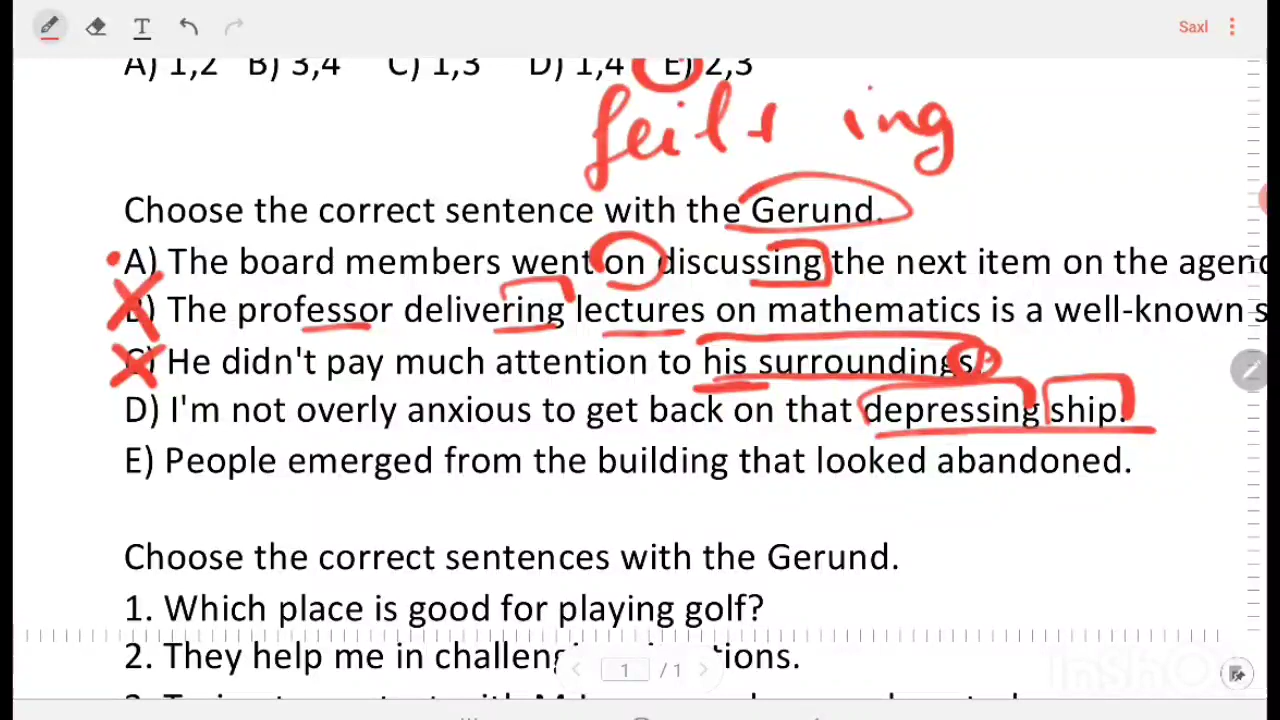 T Saxl
A) 1,2 B) 3,4 C) 1,3 D) 1,4 E) 2,3
feil + ing
Choose the correct sentence with the Gerund.
A) The board members went on discussing the next item on the agen
B) The professor delivering lectures on mathematics is a well-known s
C) He didn't pay much attention to his surroundings.
D) I'm not overly anxious to get back on that depressing ship.
E) People emerged from the building that looked abandoned.
Choose the correct sentences with the Gerund.
1. Which place is good for playing golf?
2. They help me in challeng tions.
1 / 1
InShO